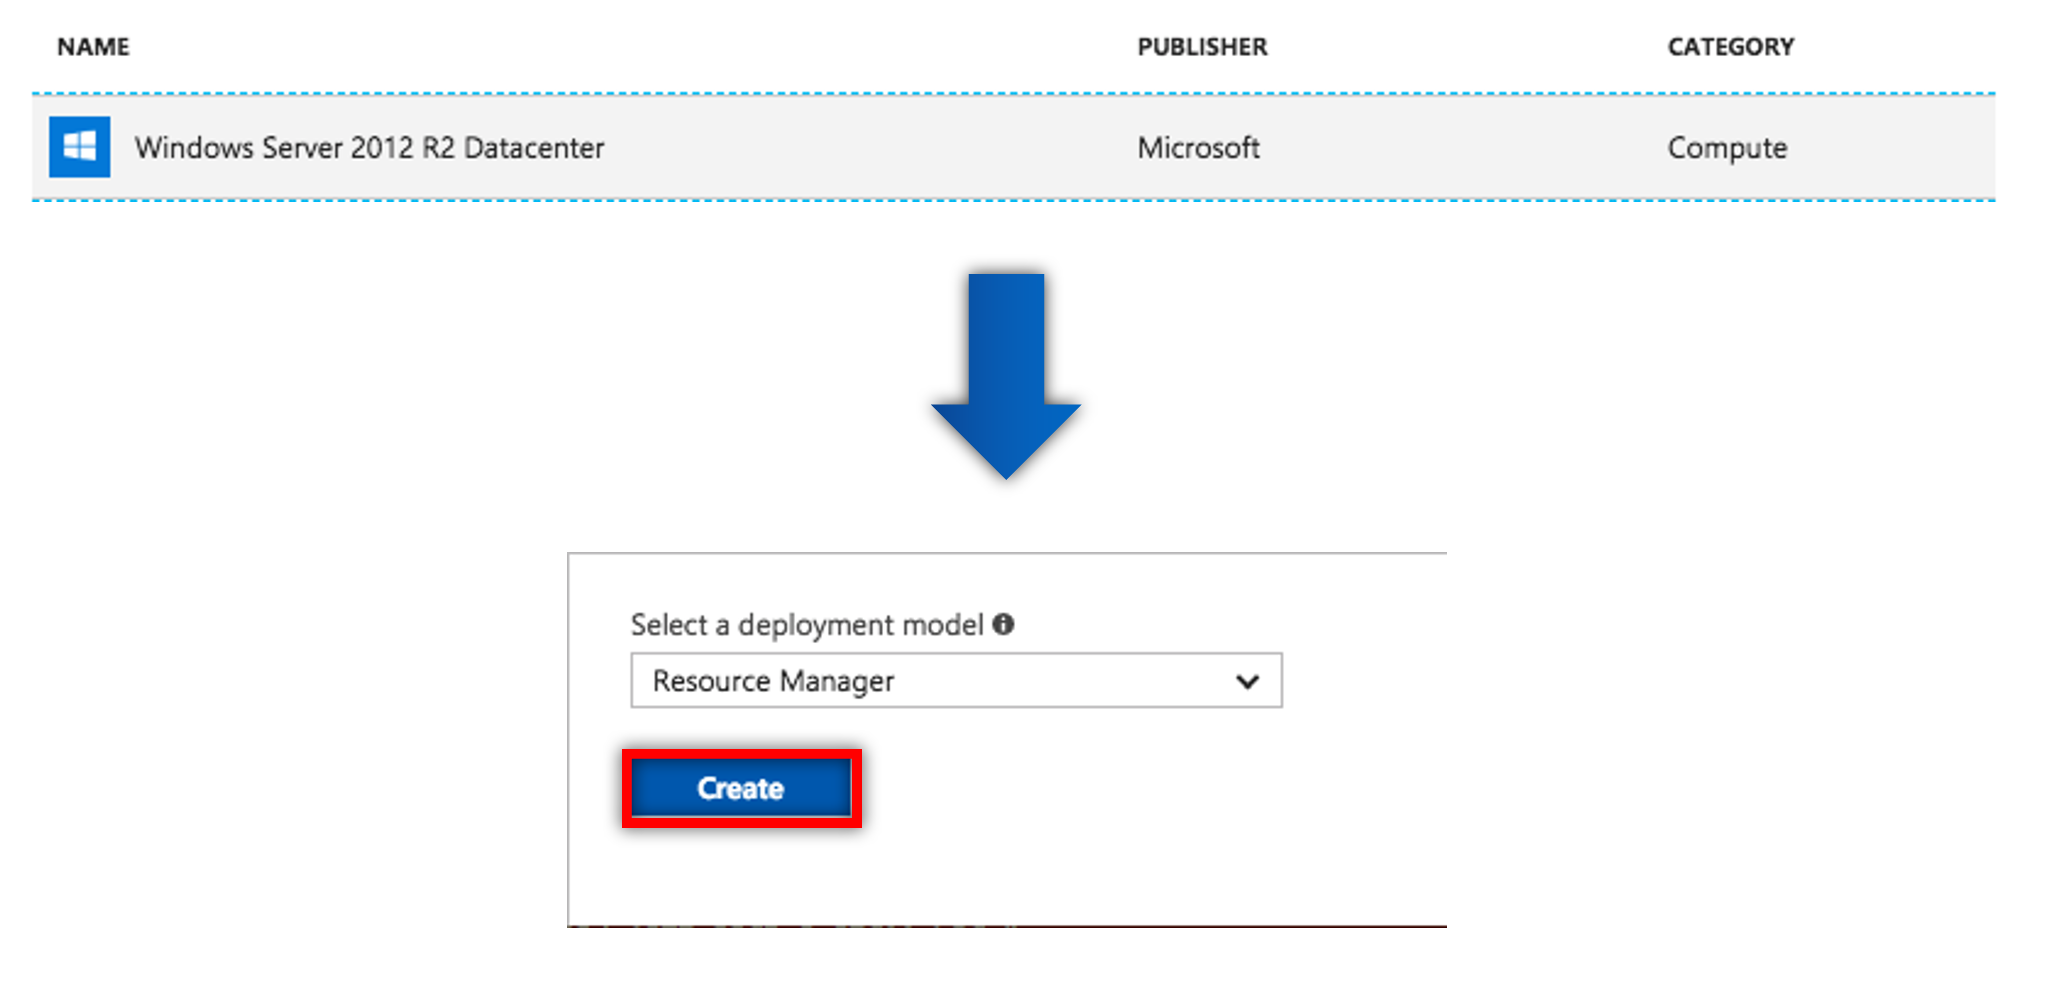 NAME PUBLISHER CATEGORY
Windows Server 2012 R2 Datacenter Microsoft Compute
Select a deployment model
Resource Manager
Create